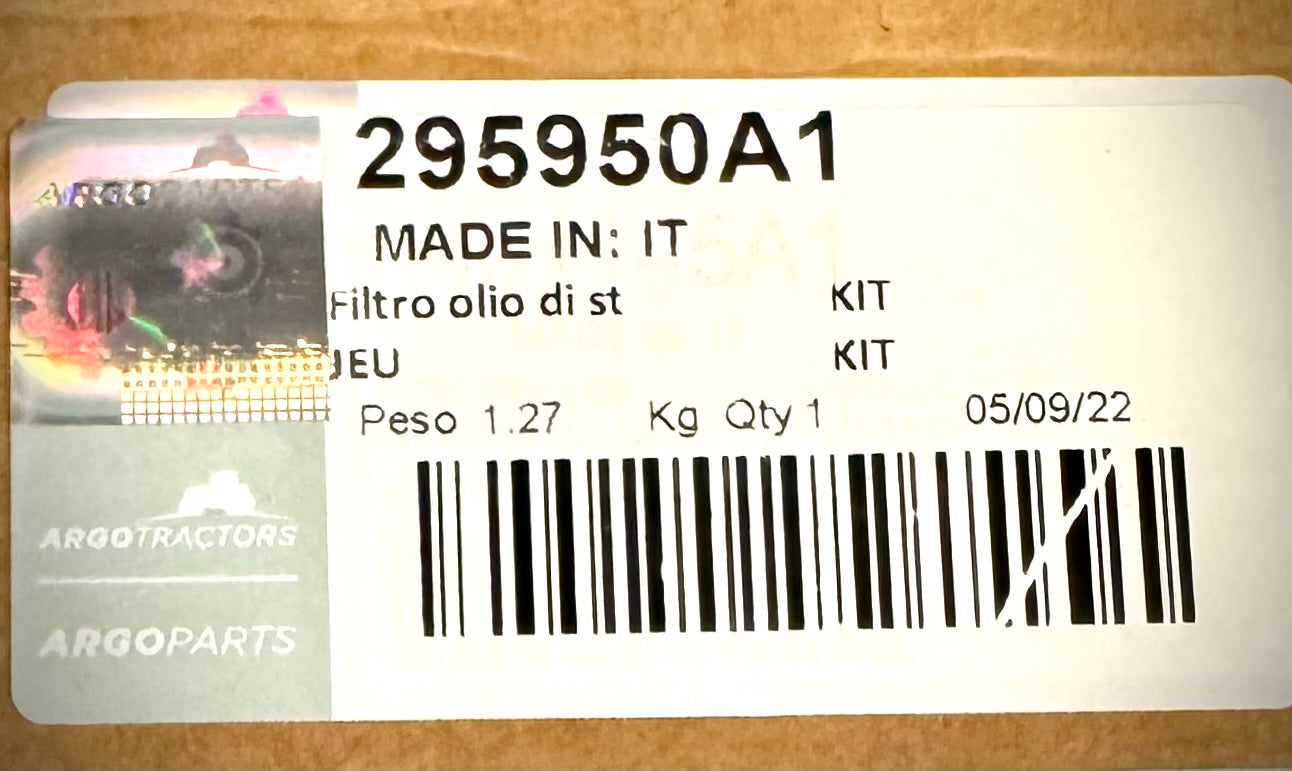 295950A1
MADE IN: IT
Filtro olio di st KIT
JEU KIT
Peso 1.27 Kg Qty 1 05/09/22
ARGO
ARGOTRACTORS
ARGOPARTS